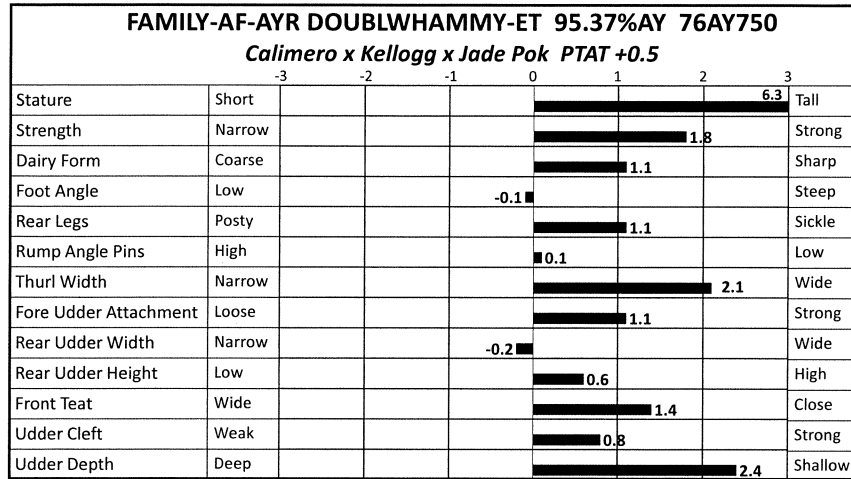 FAMILY-AF-AYR DOUBLWHAMMY-ET 95.37%AY 76AY750
Calimero x Kellogg x Jade Pok PTAT +0.5
-3 -2 -1 0 1 2 3
Stature Short 6.3 Tall
Strength Narrow 1.8 Strong
Dairy Form Coarse 1.1 Sharp
Foot Angle Low -0.1 Steep
Rear Legs Posty 1.1 Sickle
Rump Angle Pins High 0.1 Low
Thurl Width Narrow 2.1 Wide
Fore Udder Attachment Loose 1.1 Strong
Rear Udder Width Narrow -0.2 Wide
Rear Udder Height Low 0.6 High
Front Teat Wide 1.4 Close
Udder Cleft Weak 0.8 Strong
Udder Depth Deep 2.4 Shallow